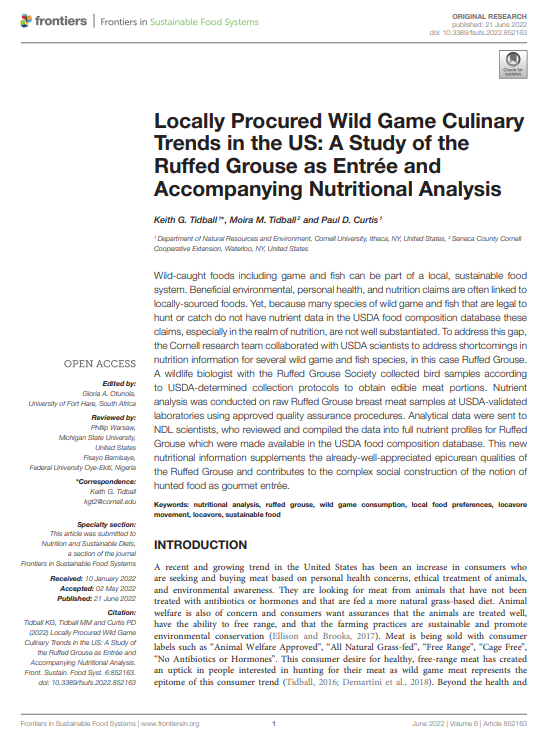 frontiers | Frontiers in Sustainable Food Systems
ORIGINAL RESEARCH
published: 21 June 2022
doi: 10.3389/fsufs.2022.852163
Check for
updates
Locally Procured Wild Game Culinary
Trends in the US: A Study of the
Ruffed Grouse as Entrée and
Accompanying Nutritional Analysis
Keith G. Tidball¹*, Moira M. Tidball² and Paul D. Curtis¹
¹ Department of Natural Resources and Environment, Cornell University, Ithaca, NY, United States, ² Seneca County Cornell
Cooperative Extension, Waterloo, NY, United States
Wild-caught foods including game and fish can be part of a local, sustainable food
system. Beneficial environmental, personal health, and nutrition claims are often linked to
locally-sourced foods. Yet, because many species of wild game and fish that are legal to
hunt or catch do not have nutrient data in the USDA food composition database these
claims, especially in the realm of nutrition, are not well substantiated. To address this gap,
the Cornell research team collaborated with USDA scientists to address shortcomings in
nutrition information for several wild game and fish species, in this case Ruffed Grouse.
A wildlife biologist with the Ruffed Grouse Society collected bird samples according
to USDA-determined collection protocols to obtain edible meat portions. Nutrient
analysis was conducted on raw Ruffed Grouse breast meat samples at USDA-validated
laboratories using approved quality assurance procedures. Analytical data were sent to
NDL scientists, who reviewed and compiled the data into full nutrient profiles for Ruffed
Grouse which were made available in the USDA food composition database. This new
nutritional information supplements the already-well-appreciated epicurean qualities of
the Ruffed Grouse and contributes to the complex social construction of the notion of
hunted food as gourmet entrée.
Keywords: nutritional analysis, ruffed grouse, wild game consumption, local food preferences, locavore
movement, locavore, sustainable food
OPEN ACCESS
Edited by:
Gloria A. Otunola,
University of Fort Hare, South Africa
Reviewed by:
Phillip Warsaw,
Michigan State University,
United States
Fisayo Bamisaye,
Federal University Oye-Ekiti, Nigeria
*Correspondence:
Keith G. Tidball
kgt2@cornell.edu
Specialty section:
This article was submitted to
Nutrition and Sustainable Diets,
a section of the journal
Frontiers in Sustainable Food Systems
Received: 10 January 2022
Accepted: 02 May 2022
Published: 21 June 2022
Citation:
Tidball KG, Tidball MM and Curtis PD
(2022) Locally Procured Wild Game
Culinary Trends in the US: A Study of
the Ruffed Grouse as Entrée and
Accompanying Nutritional Analysis.
Front. Sustain. Food Syst. 6:852163.
doi: 10.3389/fsufs.2022.852163
INTRODUCTION
A recent and growing trend in the United States has been an increase in consumers who
are seeking and buying meat based on personal health concerns, ethical treatment of animals,
and environmental awareness. They are looking for meat from animals that have not been
treated with antibiotics or hormones and that are fed a more natural grass-based diet. Animal
welfare is also of concern and consumers want assurances that the animals are treated well,
have the ability to free range, and that the farming practices are sustainable and promote
environmental conservation (Ellison and Brooks, 2017). Meat is being sold with consumer
labels such as “Animal Welfare Approved”, “All Natural Grass-fed”, “Free Range”, “Cage Free”,
“No Antibiotics or Hormones”. This consumer desire for healthy, free-range meat has created
an uptick in people interested in hunting for their meat as wild game meat represents the
epitome of this consumer trend (Tidball, 2016; Demartini et al., 2018). Beyond the health and
Frontiers in Sustainable Food Systems | www.frontiersin.org
1
June 2022 | Volume 6 | Article 852163